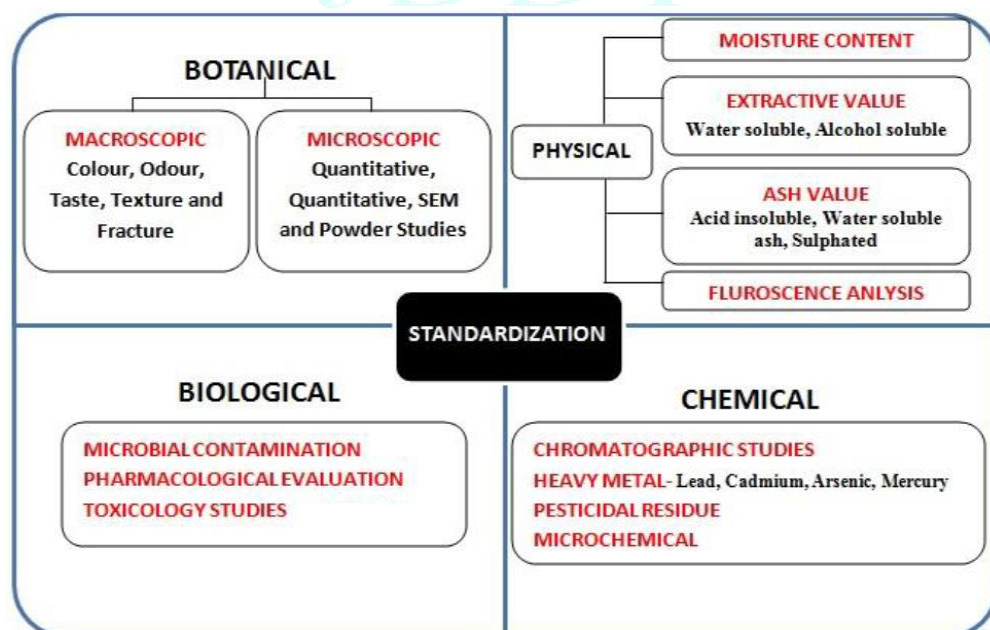 BOTANICAL
MACROSCOPIC
Colour, Odour,
Taste, Texture and
Fracture
MICROSCOPIC
Quantitative,
Quantitative, SEM
and Powder Studies
PHYSICAL
MOISTURE CONTENT
EXTRACTIVE VALUE
Water soluble, Alcohol soluble
ASH VALUE
Acid insoluble, Water soluble
ash, Sulphated
FLUROSCENCE ANLYSIS
STANDARDIZATION
BIOLOGICAL
MICROBIAL CONTAMINATION
PHARMACOLOGICAL EVALUATION
TOXICOLOGY STUDIES
CHEMICAL
CHROMATOGRAPHIC STUDIES
HEAVY METAL- Lead, Cadmium, Arsenic, Mercury
PESTICIDAL RESIDUE
MICROCHEMICAL